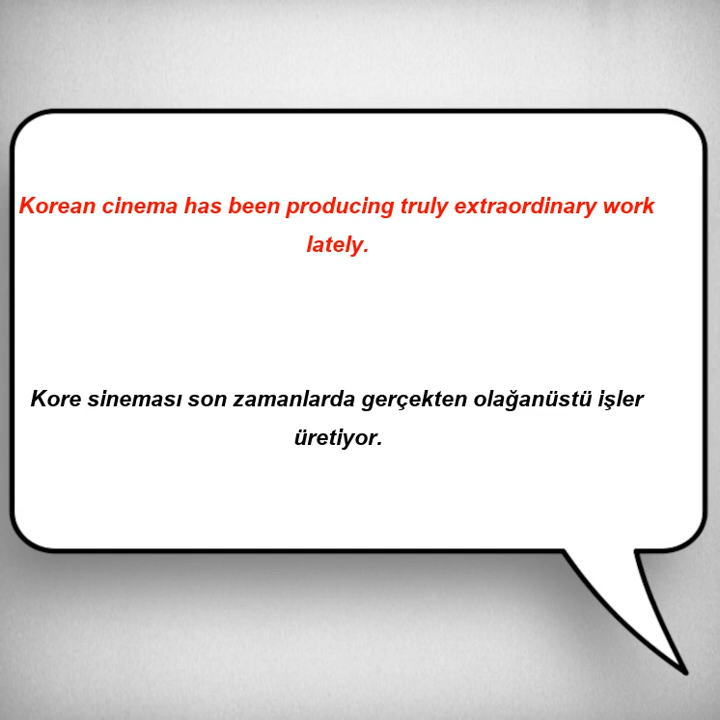 Korean cinema has been producing truly extraordinary work
lately.
Kore sineması son zamanlarda gerçekten olağanüstü işler
üretiyor.